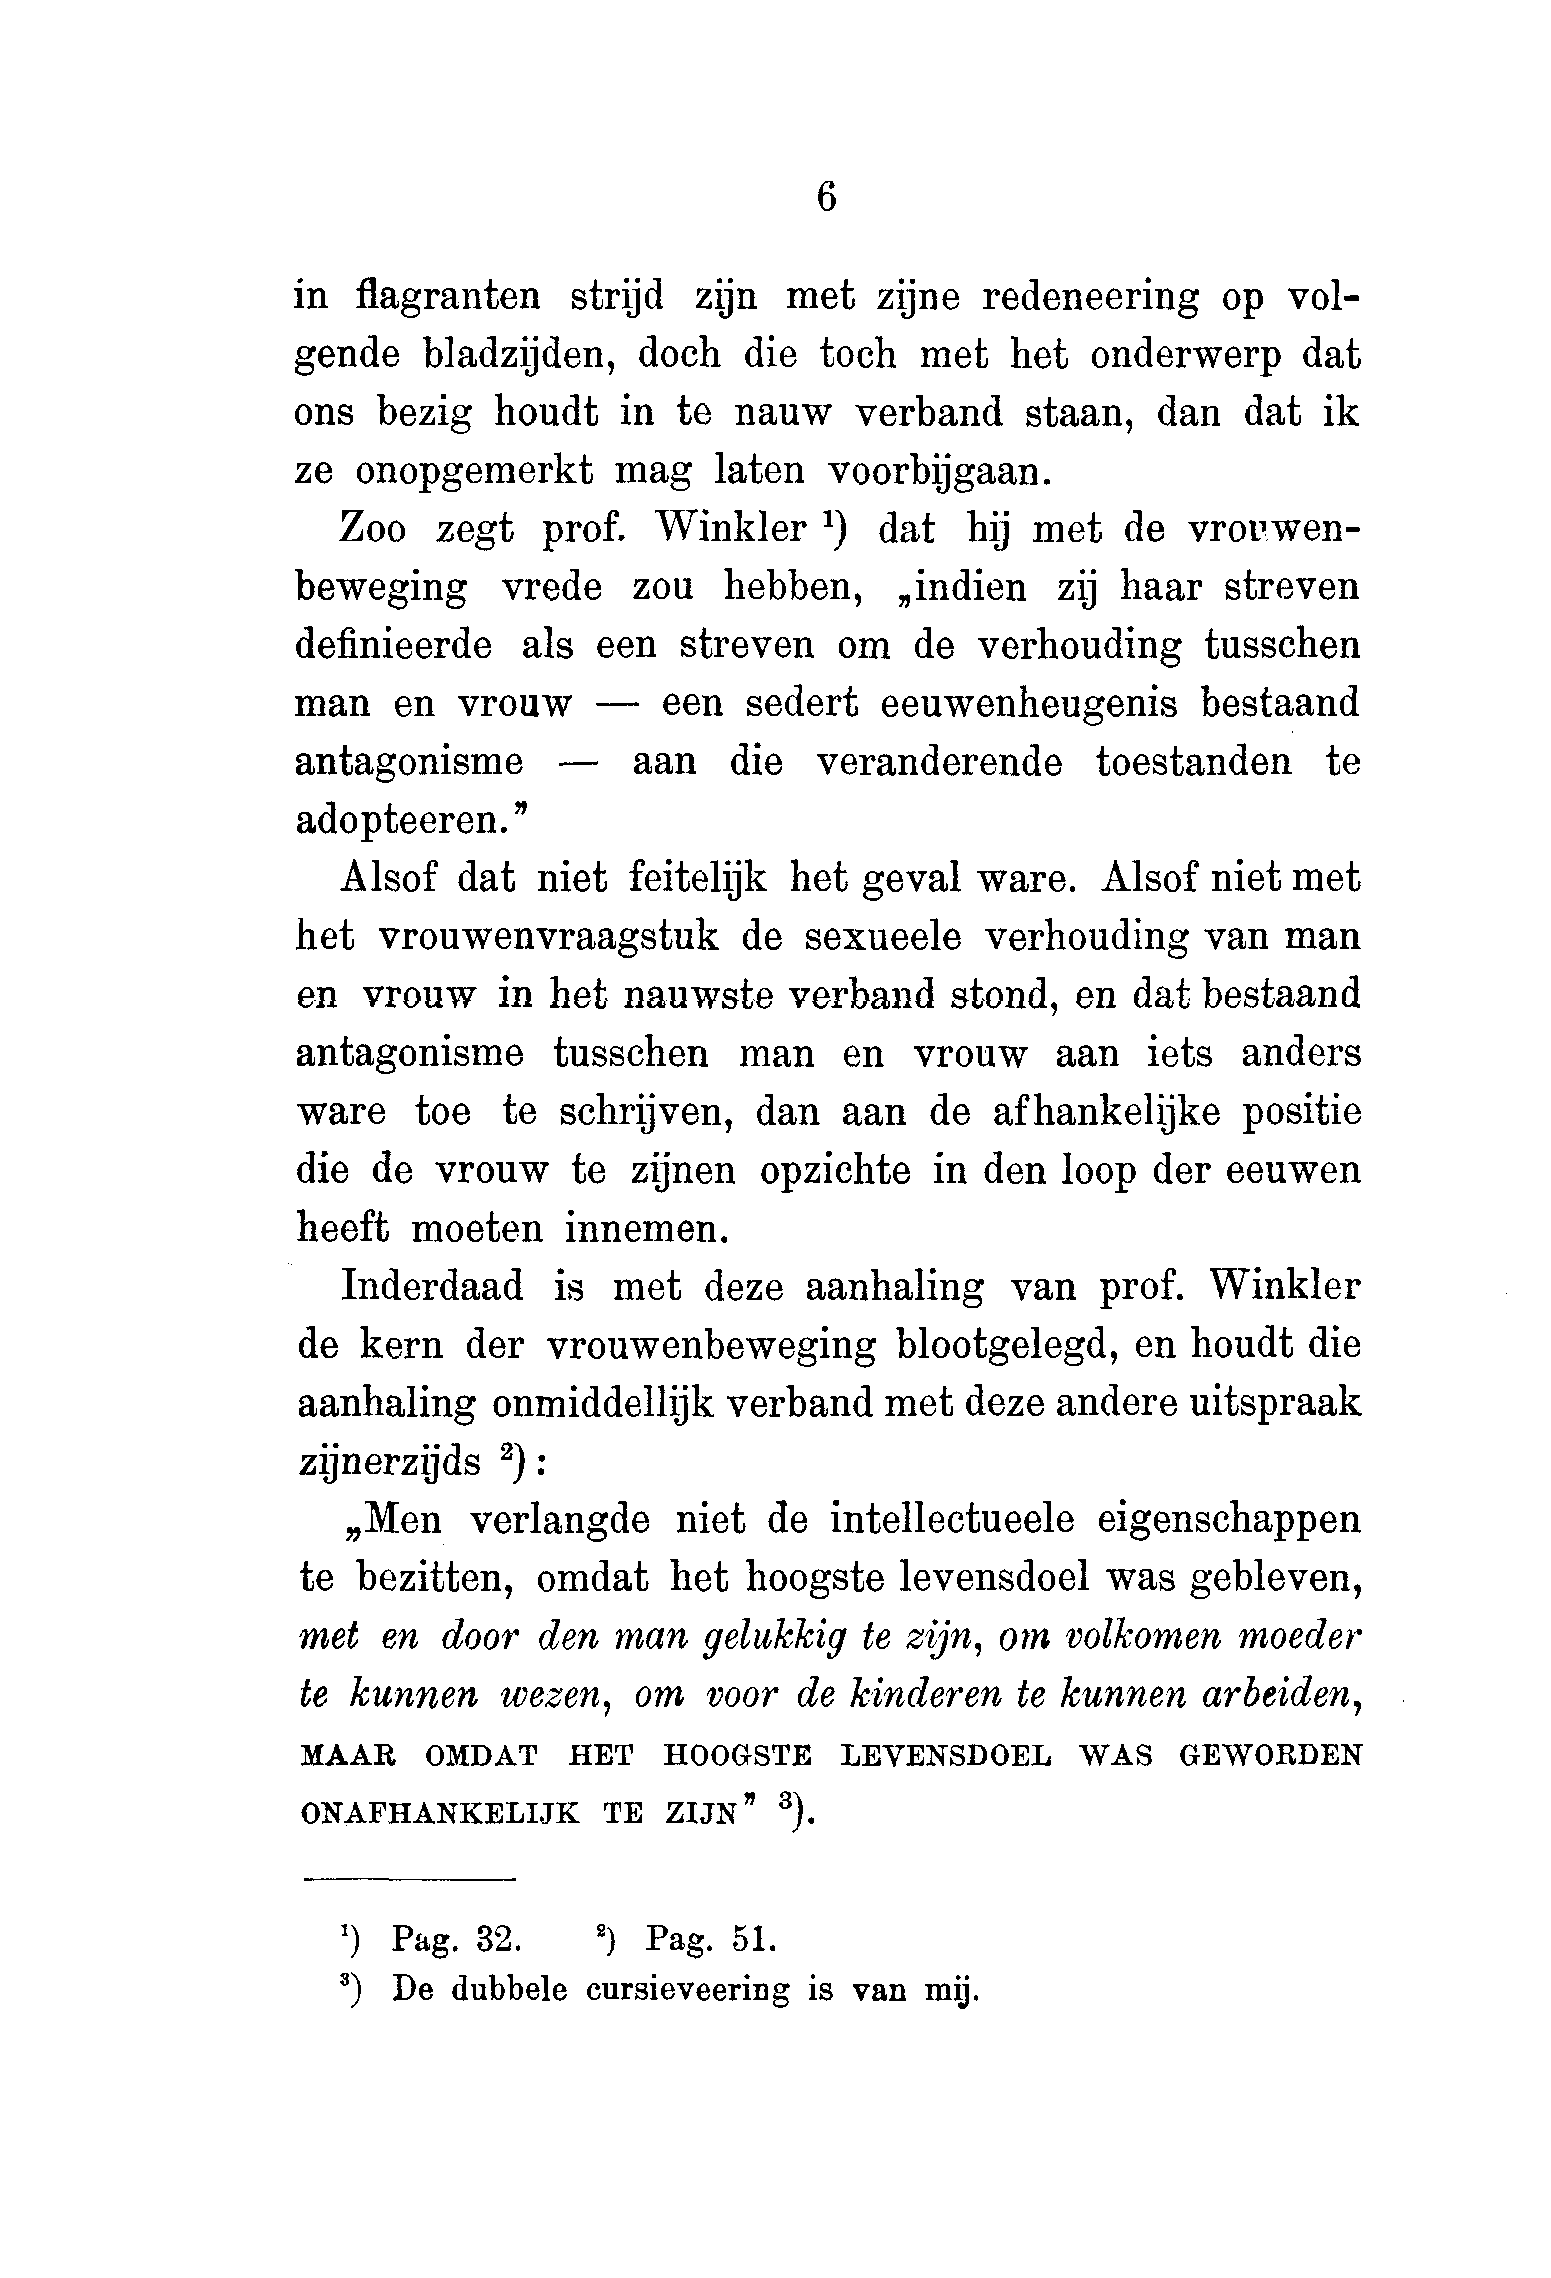 6
in flagranten strijd zijn met zijne redeneering op vol-
gende bladzijden, doch die toch met het onderwerp dat
ons bezig houdt in te nauw verband staan, dan dat ik
ze onopgemerkt mag laten voorbijgaan.
Zoo zegt prof. Winkler ¹) dat hij met de vrouwen-
beweging vrede zou hebben, „indien zij haar streven
definieerde als een streven om de verhouding tusschen
man en vrouw — een sedert eeuwenheugenis bestaand
antagonisme — aan die veranderende toestanden te
adopteeren.”
Alsof dat niet feitelijk het geval ware. Alsof niet met
het vrouwenvraagstuk de sexueele verhouding van man
en vrouw in het nauwste verband stond, en dat bestaand
antagonisme tusschen man en vrouw aan iets anders
ware toe te schrijven, dan aan de afhankelijke positie
die de vrouw te zijnen opzichte in den loop der eeuwen
heeft moeten innemen.
Inderdaad is met deze aanhaling van prof. Winkler
de kern der vrouwenbeweging blootgelegd, en houdt die
aanhaling onmiddellijk verband met deze andere uitspraak
zijnerzijds ²):
„Men verlangde niet de intellectueele eigenschappen
te bezitten, omdat het hoogste levensdoel was gebleven,
met en door den man gelukkig te zijn, om volkomen moeder
te kunnen wezen, om voor de kinderen te kunnen arbeiden,
MAAR OMDAT HET HOOGSTE LEVENSDOEL WAS GEWORDEN
ONAFHANKELIJK TE ZIJN” ³).
¹) Pag. 32. ²) Pag. 51.
³) De dubbele cursieveering is van mij.